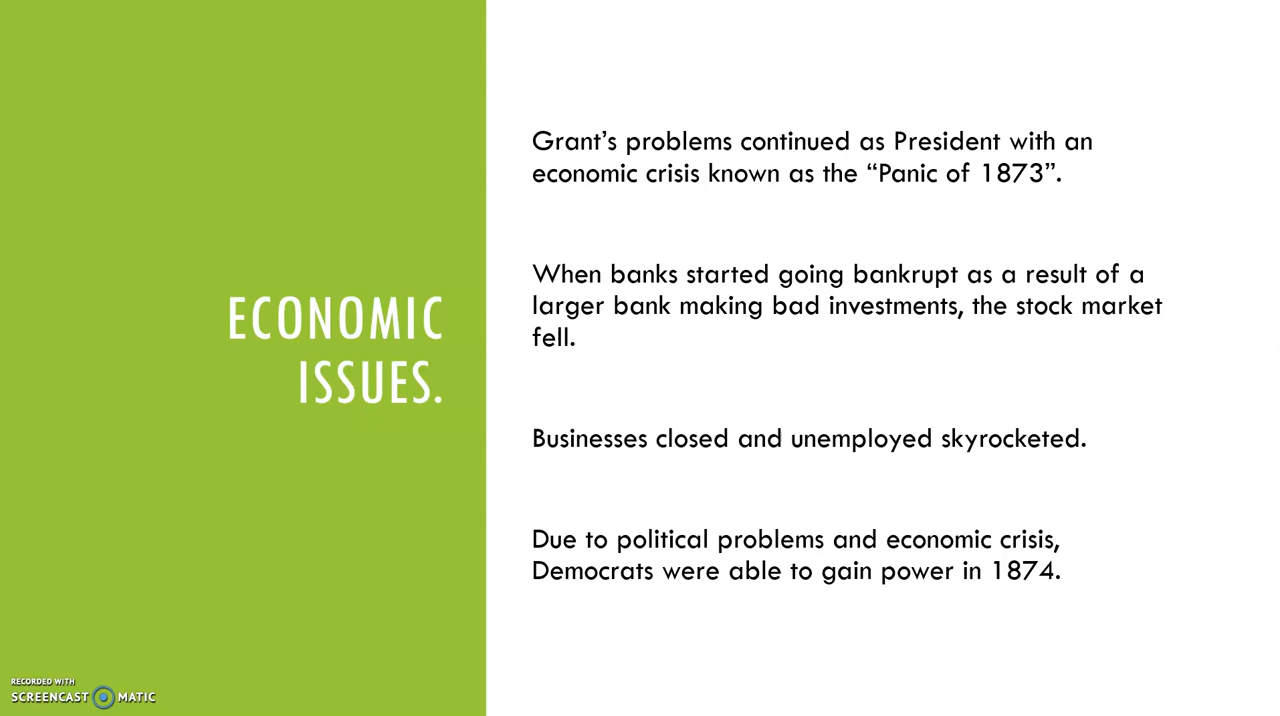 ECONOMIC
ISSUES.
Grant’s problems continued as President with an
economic crisis known as the “Panic of 1873”.
When banks started going bankrupt as a result of a
larger bank making bad investments, the stock market
fell.
Businesses closed and unemployed skyrocketed.
Due to political problems and economic crisis,
Democrats were able to gain power in 1874.
RECORDED WITH
SCREENCAST MATIC